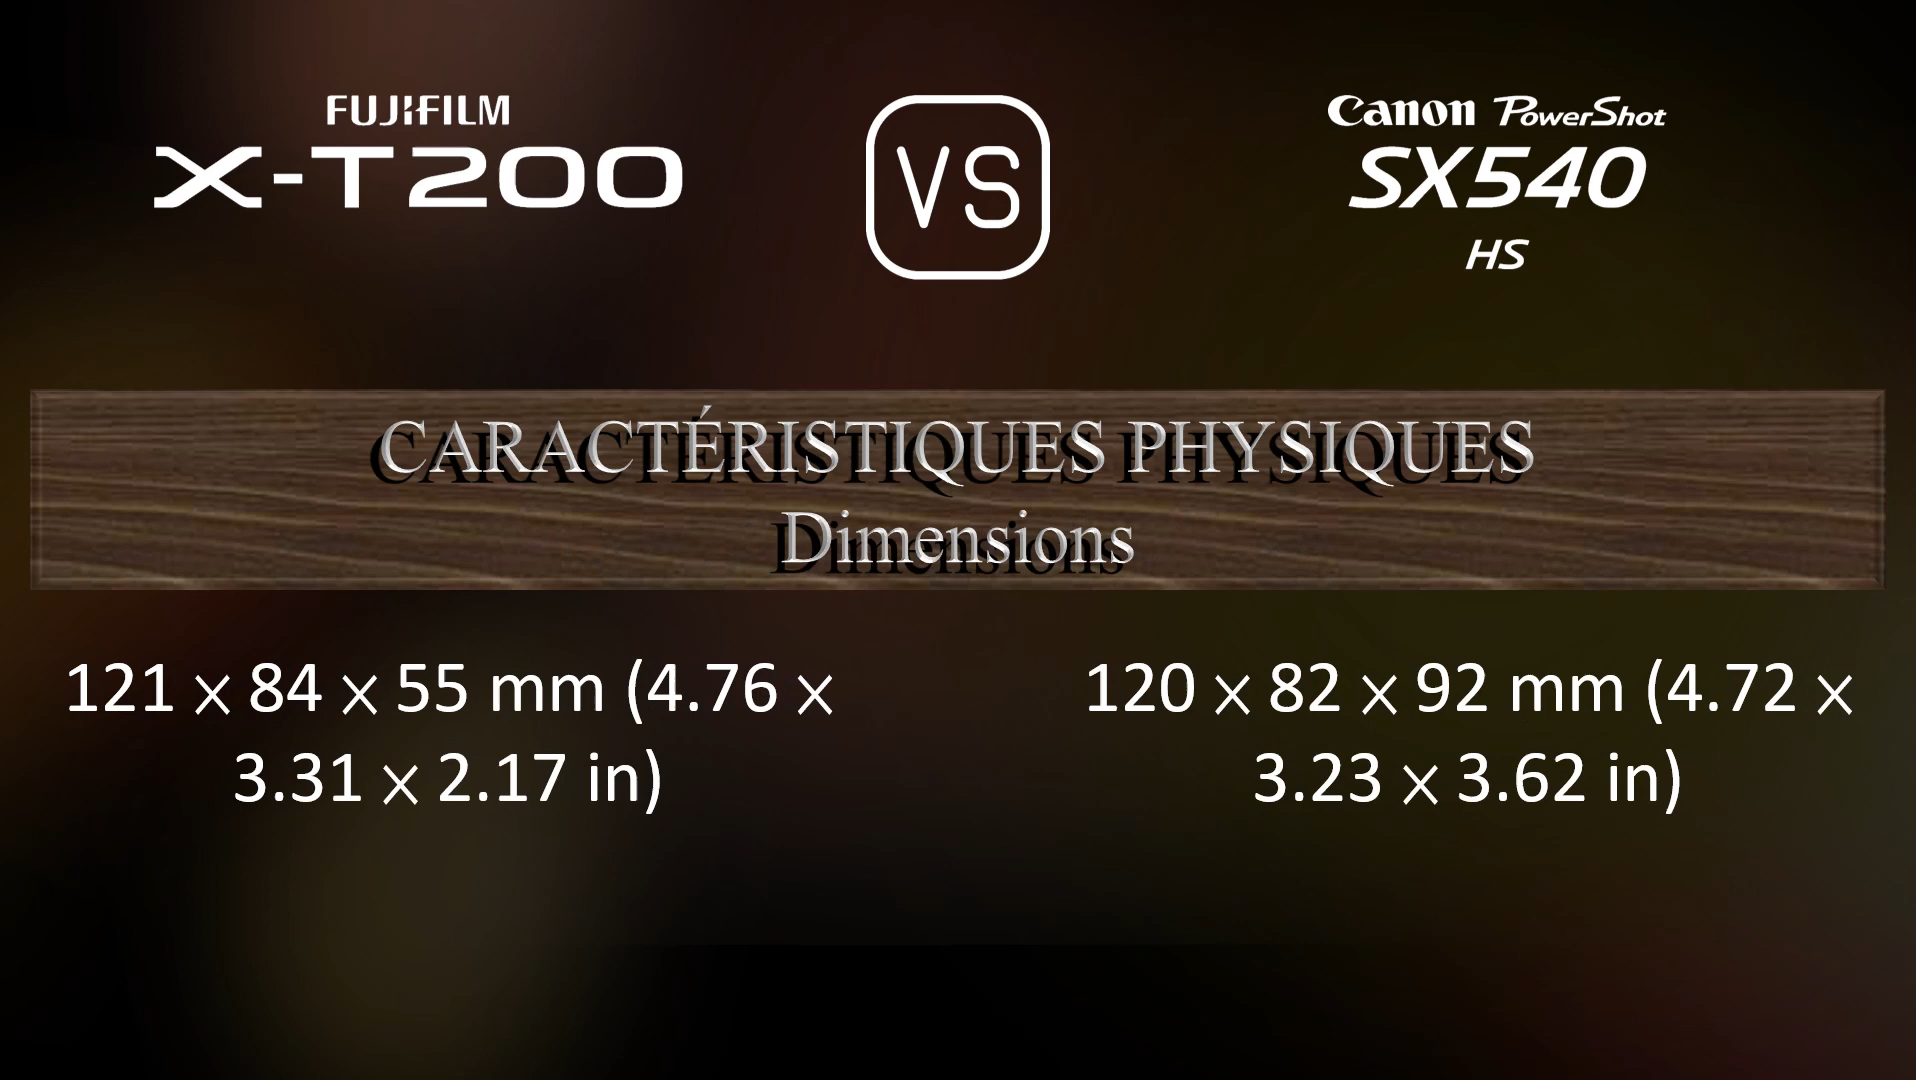 FUJIFILM
X-T200
VS
Canon PowerShot
SX540
HS
CARACTÉRISTIQUES PHYSIQUES
Dimensions
121 x 84 x 55 mm (4.76 x
3.31 x 2.17 in)
120 x 82 x 92 mm (4.72 x
3.23 x 3.62 in)